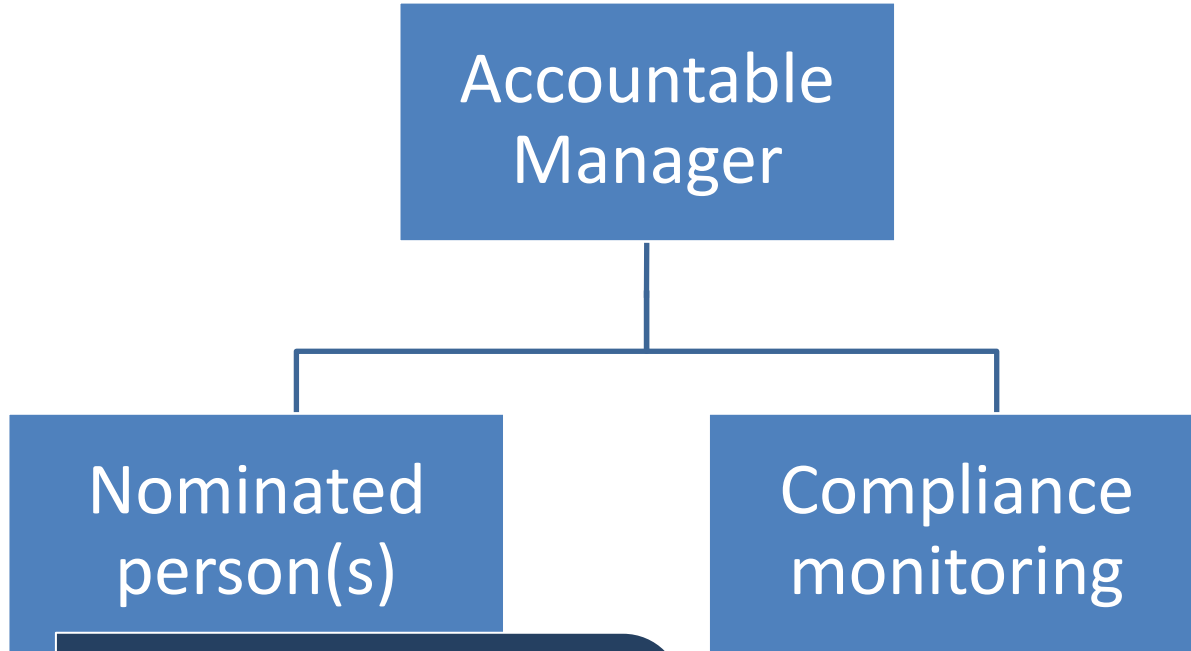 Accountable
Manager
Nominated
person(s)
Compliance
monitoring